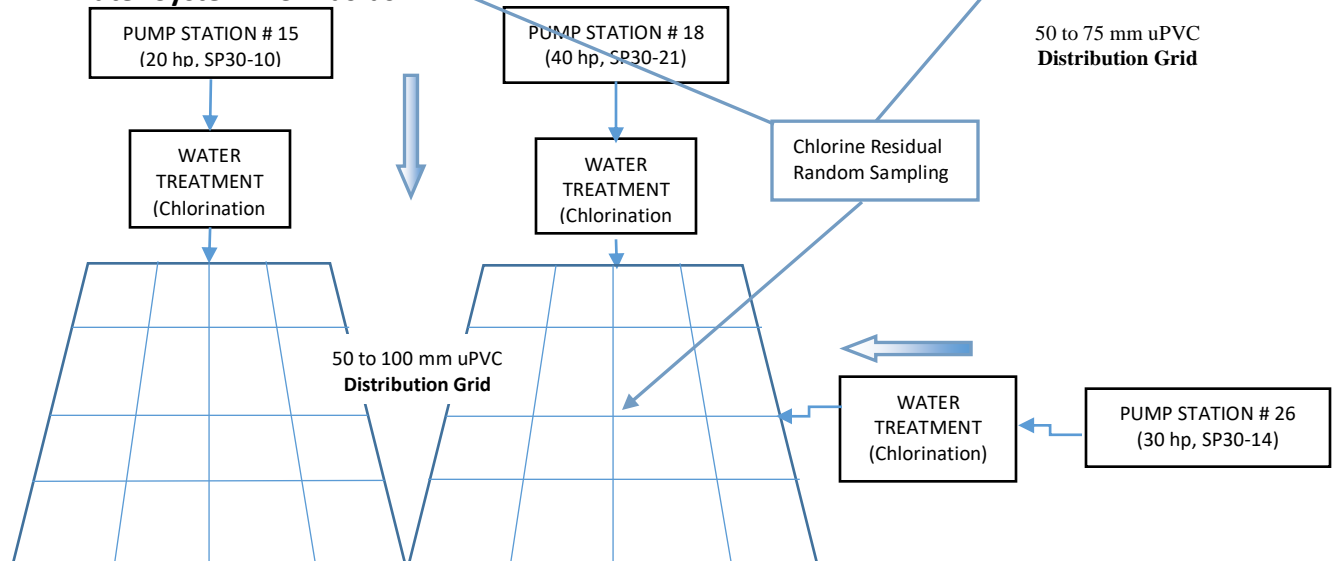 PUMP STATION # 15
(20 hp, SP30-10)
PUMP STATION # 18
(40 hp, SP30-21)
50 to 75 mm uPVC
Distribution Grid
WATER
TREATMENT
(Chlorination
WATER
TREATMENT
(Chlorination
Chlorine Residual
Random Sampling
50 to 100 mm uPVC
Distribution Grid
WATER
TREATMENT
(Chlorination)
PUMP STATION # 26
(30 hp, SP30-14)